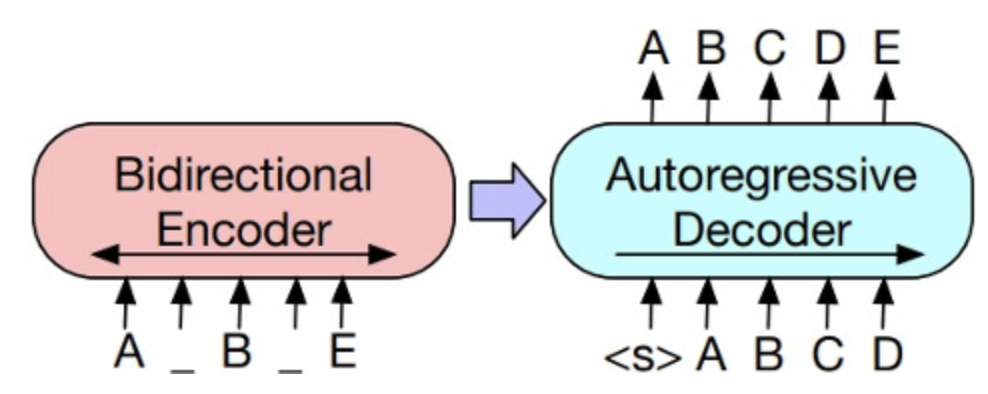 A B C D E
Bidirectional
Encoder
Autoregressive
Decoder
A _ B _ E
<s> A B C D